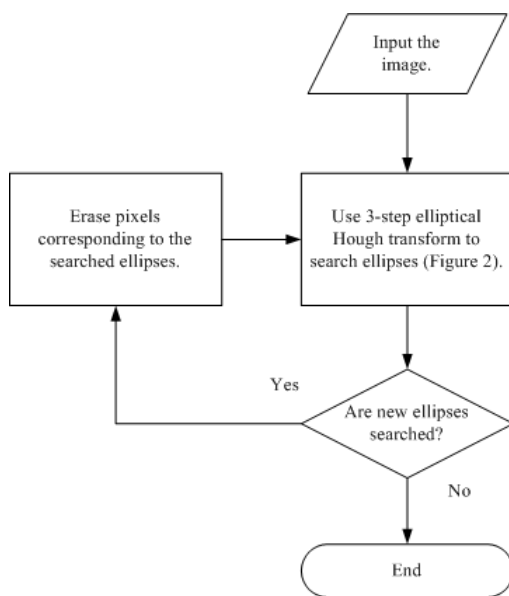 Input the
image.
Erase pixels
corresponding to the
searched ellipses.
Use 3-step elliptical
Hough transform to
search ellipses (Figure 2).
Yes
Are new ellipses
searched?
No
End